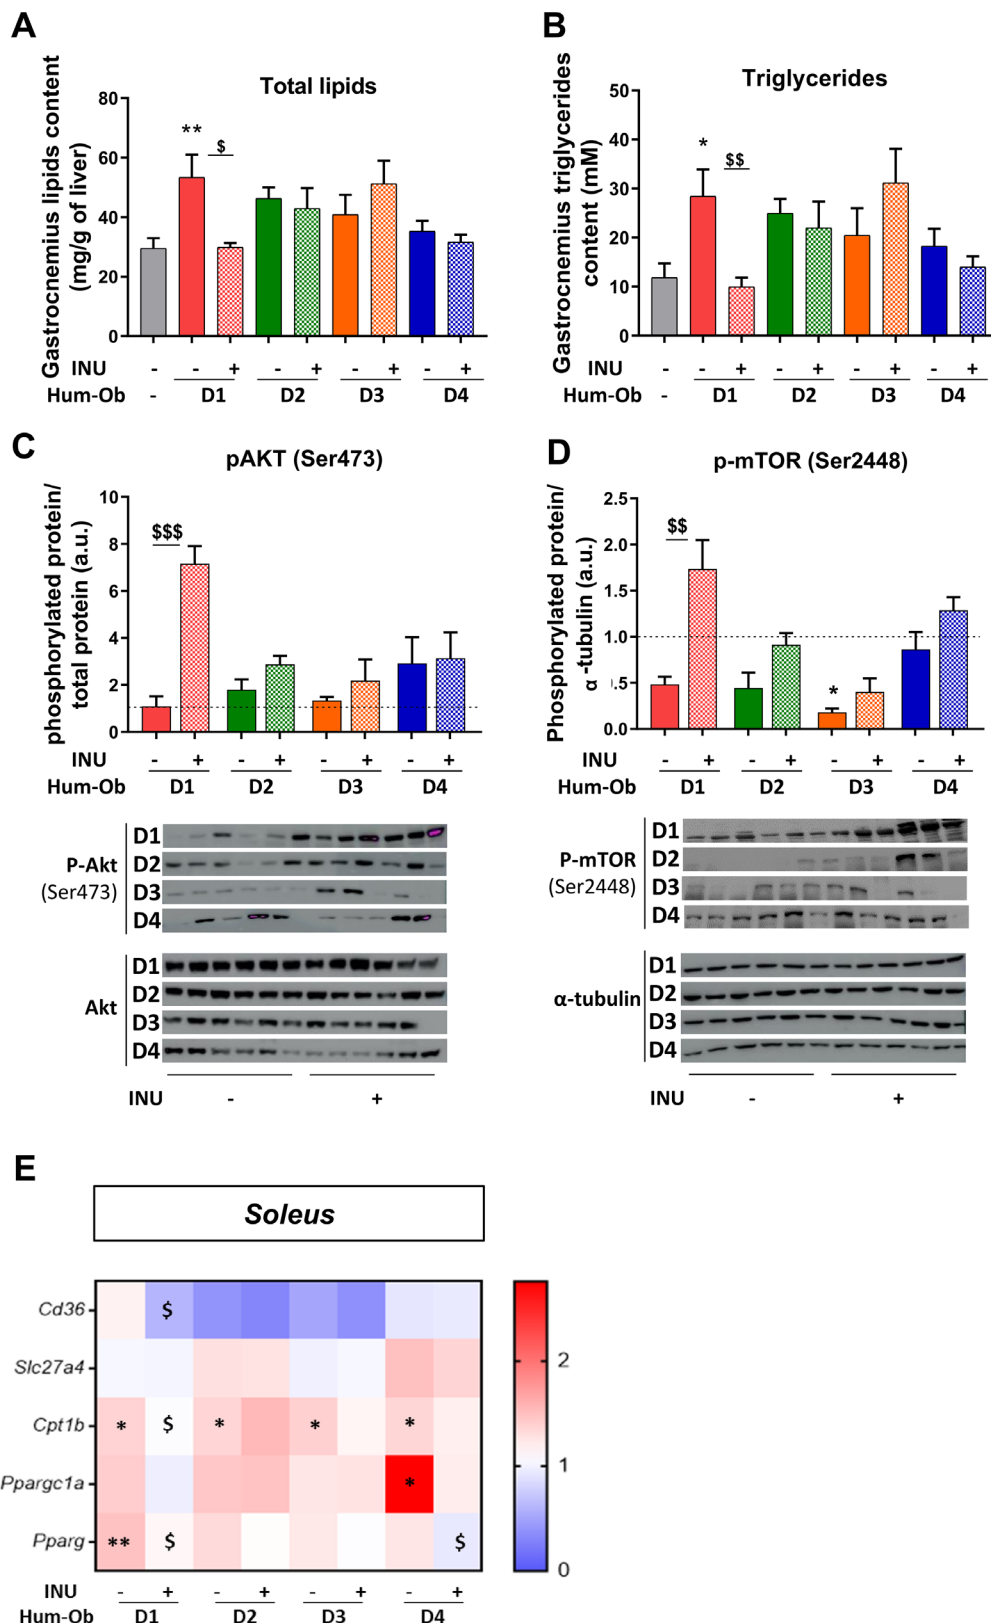 A
Total lipids
Gastrocnemius lipids content
(mg/g of liver)
80
60
40
20
0
**
$
INU - - + - + - + - +
Hum-Ob - D1 D2 D3 D4
B
Triglycerides
Gastrocnemius triglycerides
content (mM)
50
40
30
20
10
0
*
$$
INU - - + - + - + - +
Hum-Ob - D1 D2 D3 D4
C
pAKT (Ser473)
phosphorylated protein/
total protein (a.u.)
10
8
6
4
2
0
$$$
INU - + - + - + - +
Hum-Ob D1 D2 D3 D4
P-Akt
(Ser473)
D1
D2
D3
D4
Akt
D1
D2
D3
D4
INU - +
D
p-mTOR (Ser2448)
Phosphorylated protein/
α -tubulin (a.u.)
2.5
2.0
1.5
1.0
.5
0.0
$$
*
INU - + - + - + - +
Hum-Ob D1 D2 D3 D4
P-mTOR
(Ser2448)
D1
D2
D3
D4
α-tubulin
D1
D2
D3
D4
INU - +
E
Soleus
Cd36 $
Slc27a4
Cpt1b * $ * * *
Ppargc1a *
Pparg ** $ $
2
1
0
INU - + - + - + - +
Hum-Ob D1 D2 D3 D4